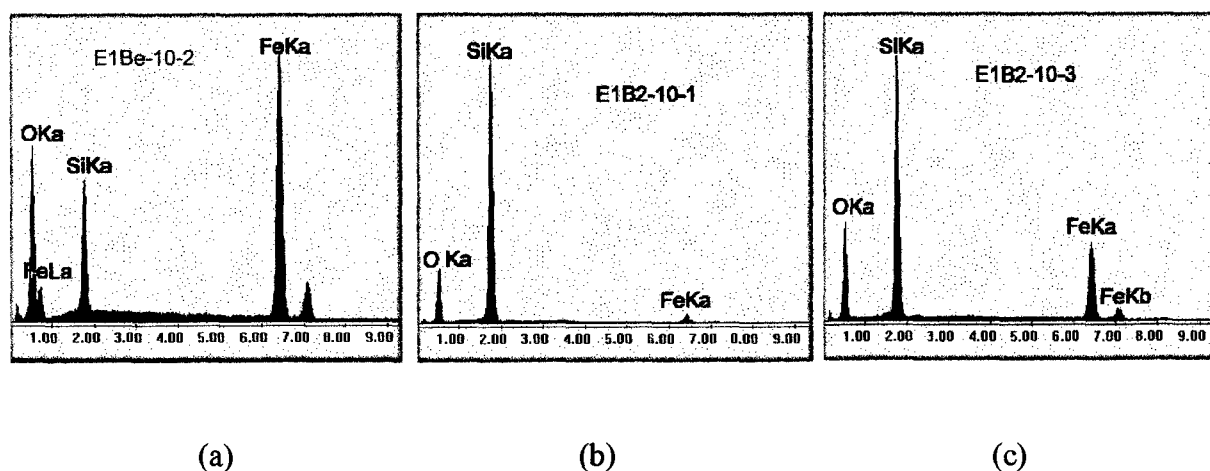 E1Be-10-2
FeKa
OKa
SiKa
FeLa
1.00 2.00 3.00 4.00 5.00 6.00 7.00 8.00 9.00
SiKa
E1B2-10-1
O Ka
FeKa
1.00 2.00 3.00 4.00 5.00 6.00 7.00 8.00 9.00
SiKa
E1B2-10-3
OKa
FeKa
FeKb
1.00 2.00 3.00 4.00 5.00 6.00 7.00 8.00 9.00
(a) (b) (c)